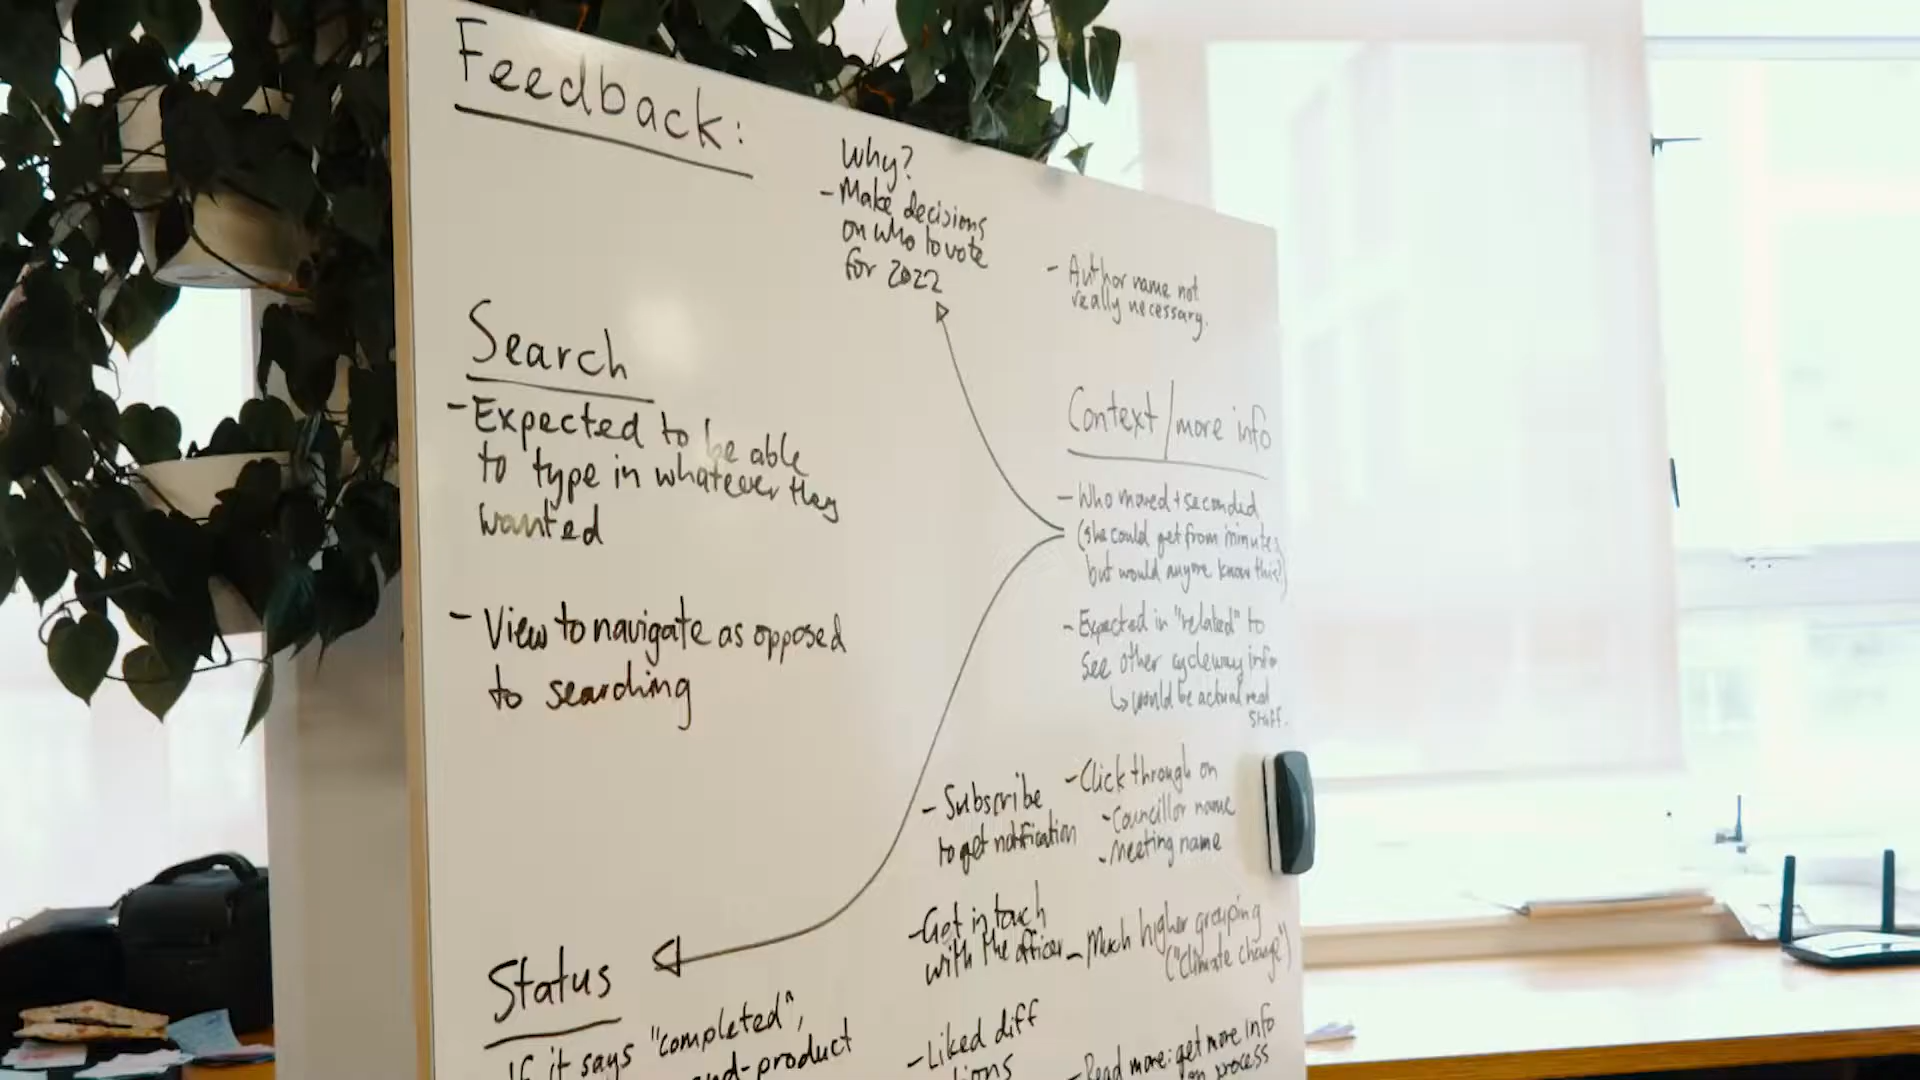 Feedback:
Why?
- Make decisions
on who to vote
for 2022
- Author name not
really necessary.
Search
- Expected to be able
to type in whatever they
wanted
- View to navigate as opposed
to searching
Context/more info
- Who moved + seconded
(she could get from minutes
but would anyone know this?)
- Expected in "related" to
see other cycleway info
↳ would be actual real
stuff.
- Subscribe
to get notification
- Click through on
- Councillor name
- Meeting name
- Get in touch
with the officer
- Much higher grouping
("climate change")
Status
If it says "completed",
end-product
- Liked diff
- Read more: get more info
on process